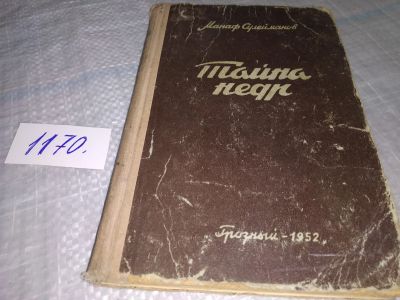 Манаф Сулейманов
Тайна
недр
Грозный-1952
1170.